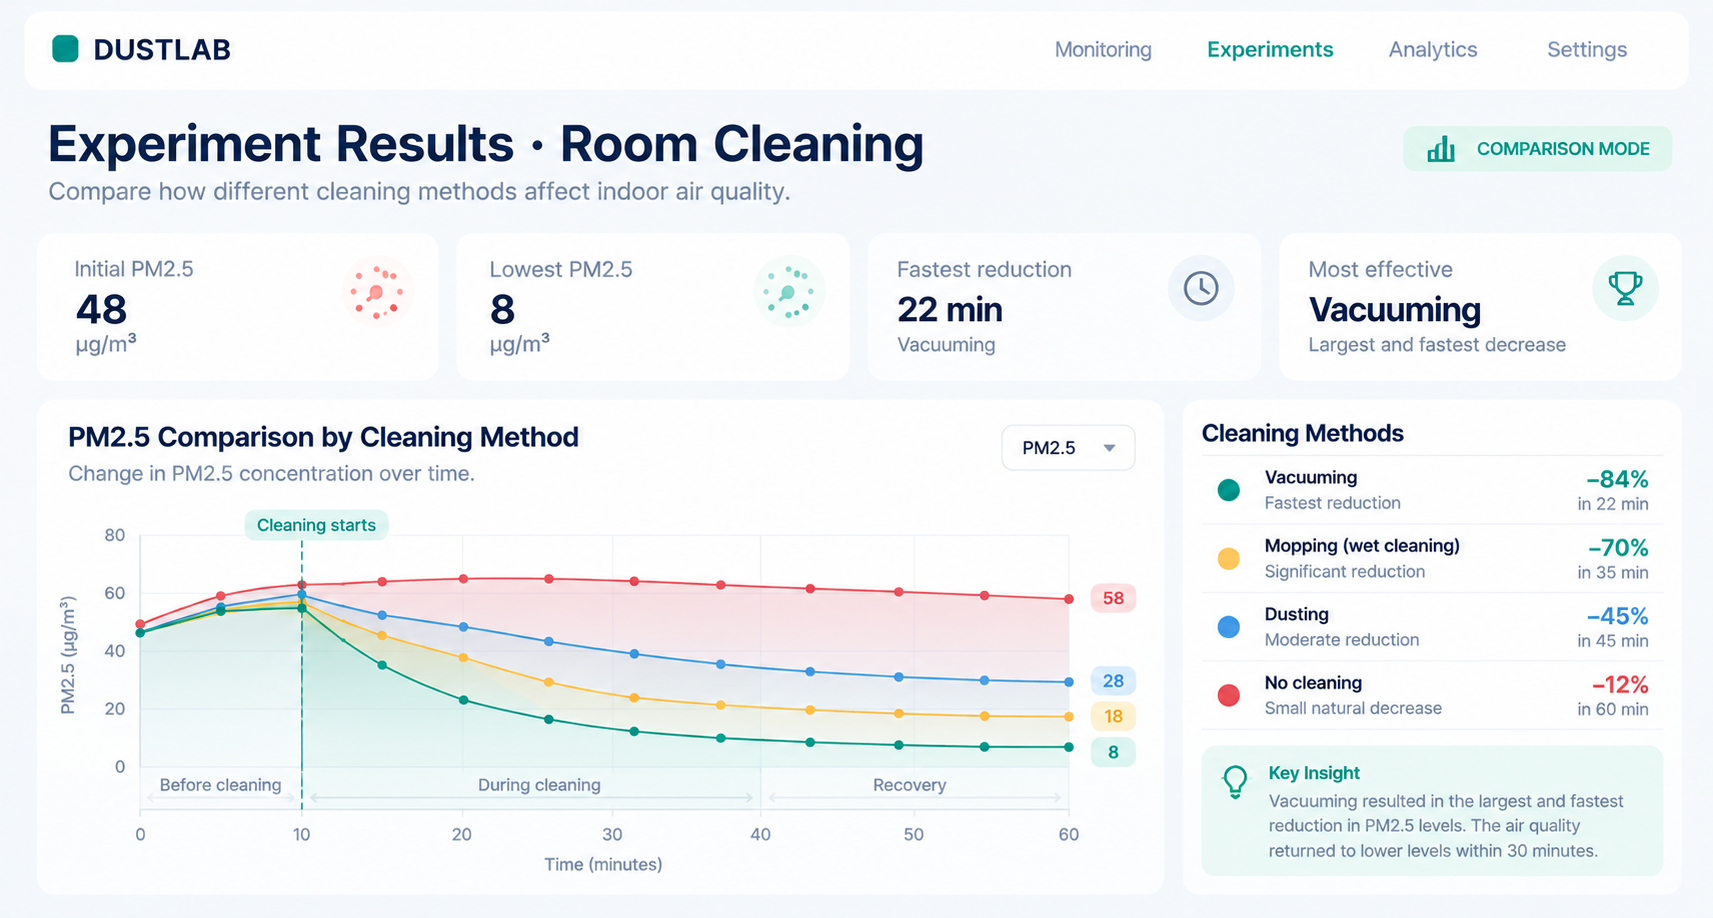 DUSTLAB
Monitoring
Experiments
Analytics
Settings
Experiment Results · Room Cleaning
Compare how different cleaning methods affect indoor air quality.
COMPARISON MODE
Initial PM2.5
48
µg/m³
Lowest PM2.5
8
µg/m³
Fastest reduction
22 min
Vacuuming
Most effective
Vacuuming
Largest and fastest decrease
PM2.5 Comparison by Cleaning Method
Change in PM2.5 concentration over time.
PM2.5
Cleaning starts
PM2.5 (µg/m³)
80
60
40
20
0
58
28
18
8
Before cleaning
During cleaning
Recovery
0
10
20
30
40
50
60
Time (minutes)
Cleaning Methods
Vacuuming
−84%
Fastest reduction
in 22 min
Mopping (wet cleaning)
−70%
Significant reduction
in 35 min
Dusting
−45%
Moderate reduction
in 45 min
No cleaning
−12%
Small natural decrease
in 60 min
Key Insight
Vacuuming resulted in the largest and fastest
reduction in PM2.5 levels. The air quality
returned to lower levels within 30 minutes.